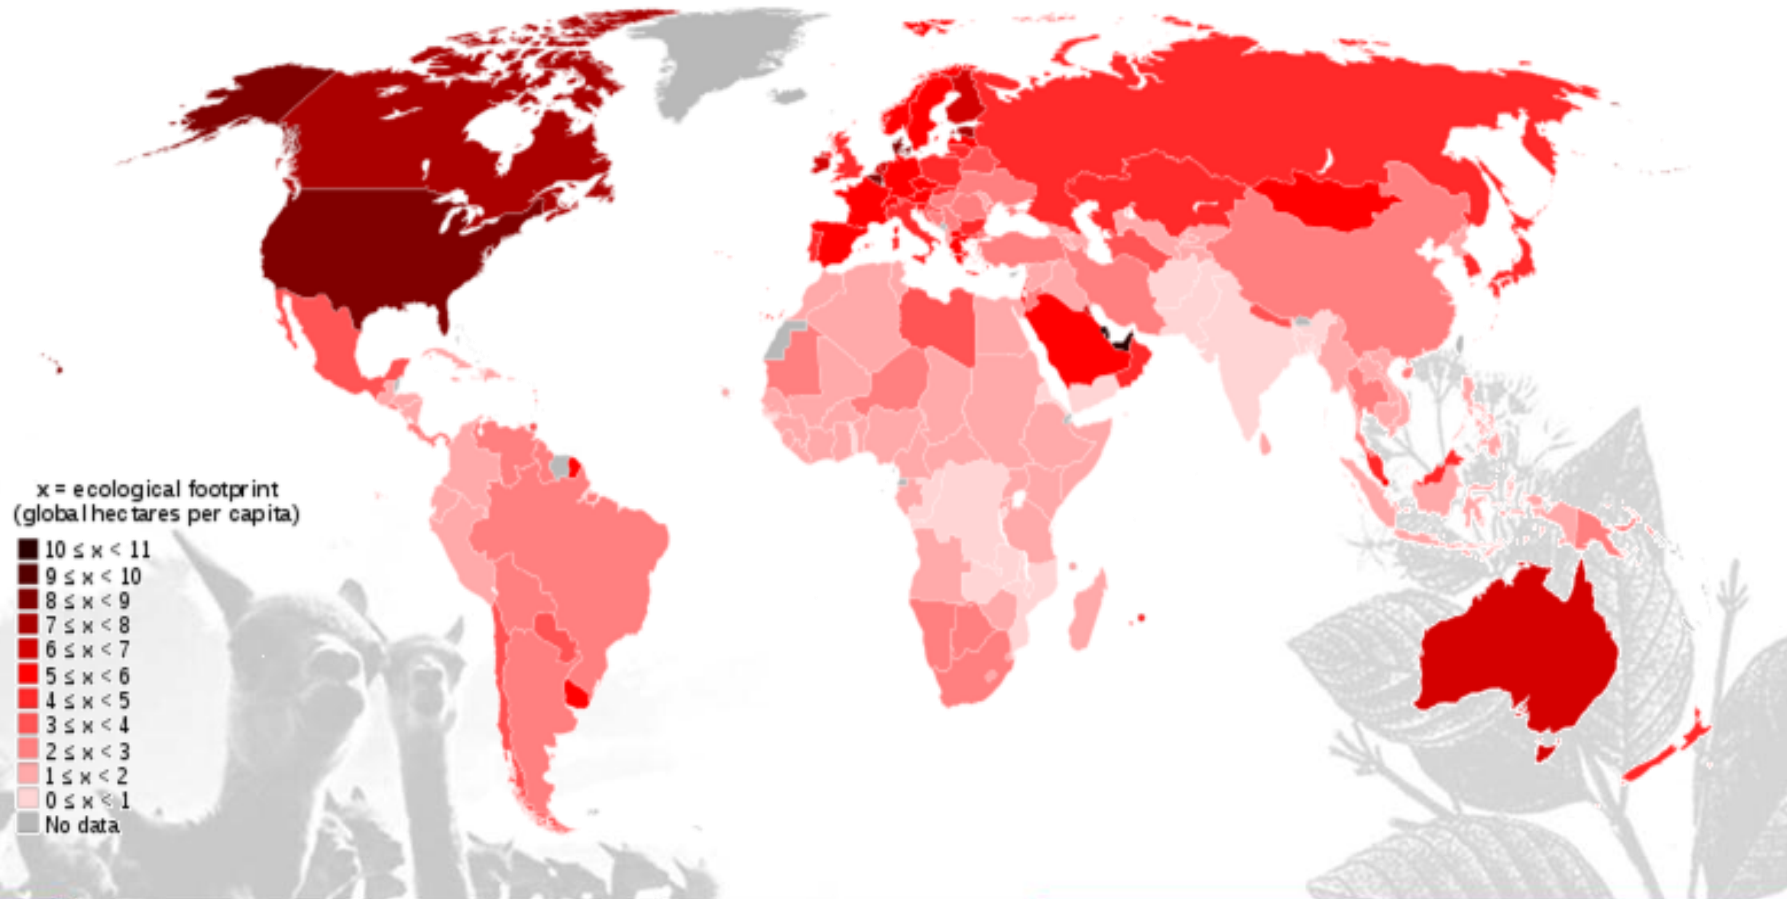 x = ecological footprint
(global hectares per capita)
10 ≤ x < 11
9 ≤ x < 10
8 ≤ x < 9
7 ≤ x < 8
6 ≤ x < 7
5 ≤ x < 6
4 ≤ x < 5
3 ≤ x < 4
2 ≤ x < 3
1 ≤ x < 2
0 ≤ x < 1
No data